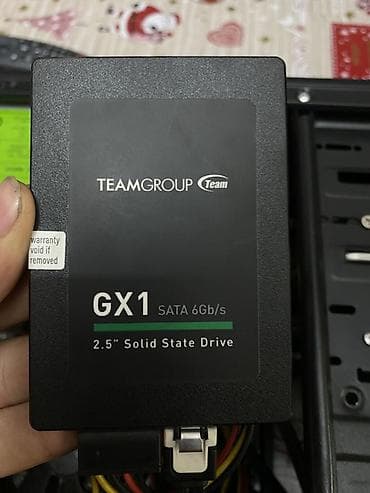 TEAMGROUP Team
warranty
void if
removed
GX1 SATA 6Gb/s
2.5" Solid State Drive